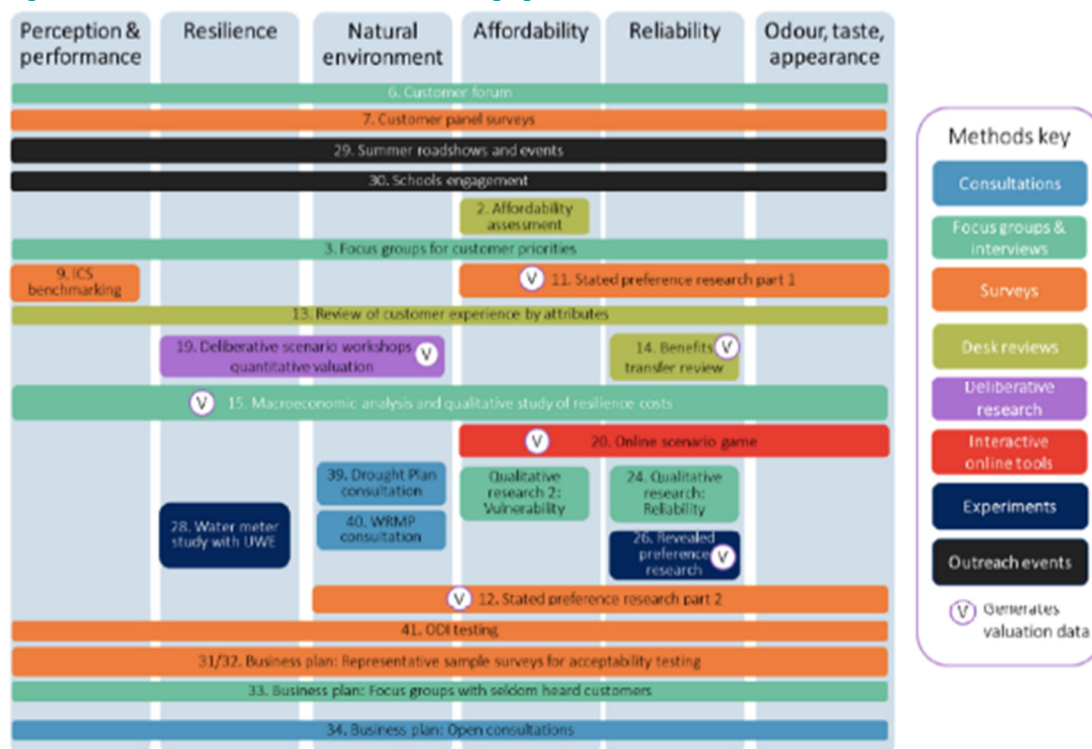 Perception &
performance
Resilience
Natural
environment
Affordability
Reliability
Odour, taste,
appearance
6. Customer forum
7. Customer panel surveys
29. Summer roadshows and events
30. Schools engagement
2. Affordability
assessment
3. Focus groups for customer priorities
9. ICS
benchmarking
V 11. Stated preference research part 1
13. Review of customer experience by attributes
19. Deliberative scenario workshops
quantitative valuation V
14. Benefits V
transfer review
V 15. Macroeconomic analysis and qualitative study of resilience costs
V 20. Online scenario game
39. Drought Plan
consultation
Qualitative
research 2:
Vulnerability
24. Qualitative
research:
Reliability
28. Water meter
study with UWE
40. WRMP
consultation
26. Revealed
preference V
research
V 12. Stated preference research part 2
41. ODI testing
31/32. Business plan: Representative sample surveys for acceptability testing
33. Business plan: Focus groups with seldom heard customers
34. Business plan: Open consultations
Methods key
Consultations
Focus groups &
interviews
Surveys
Desk reviews
Deliberative
research
Interactive
online tools
Experiments
Outreach events
V Generates
valuation data